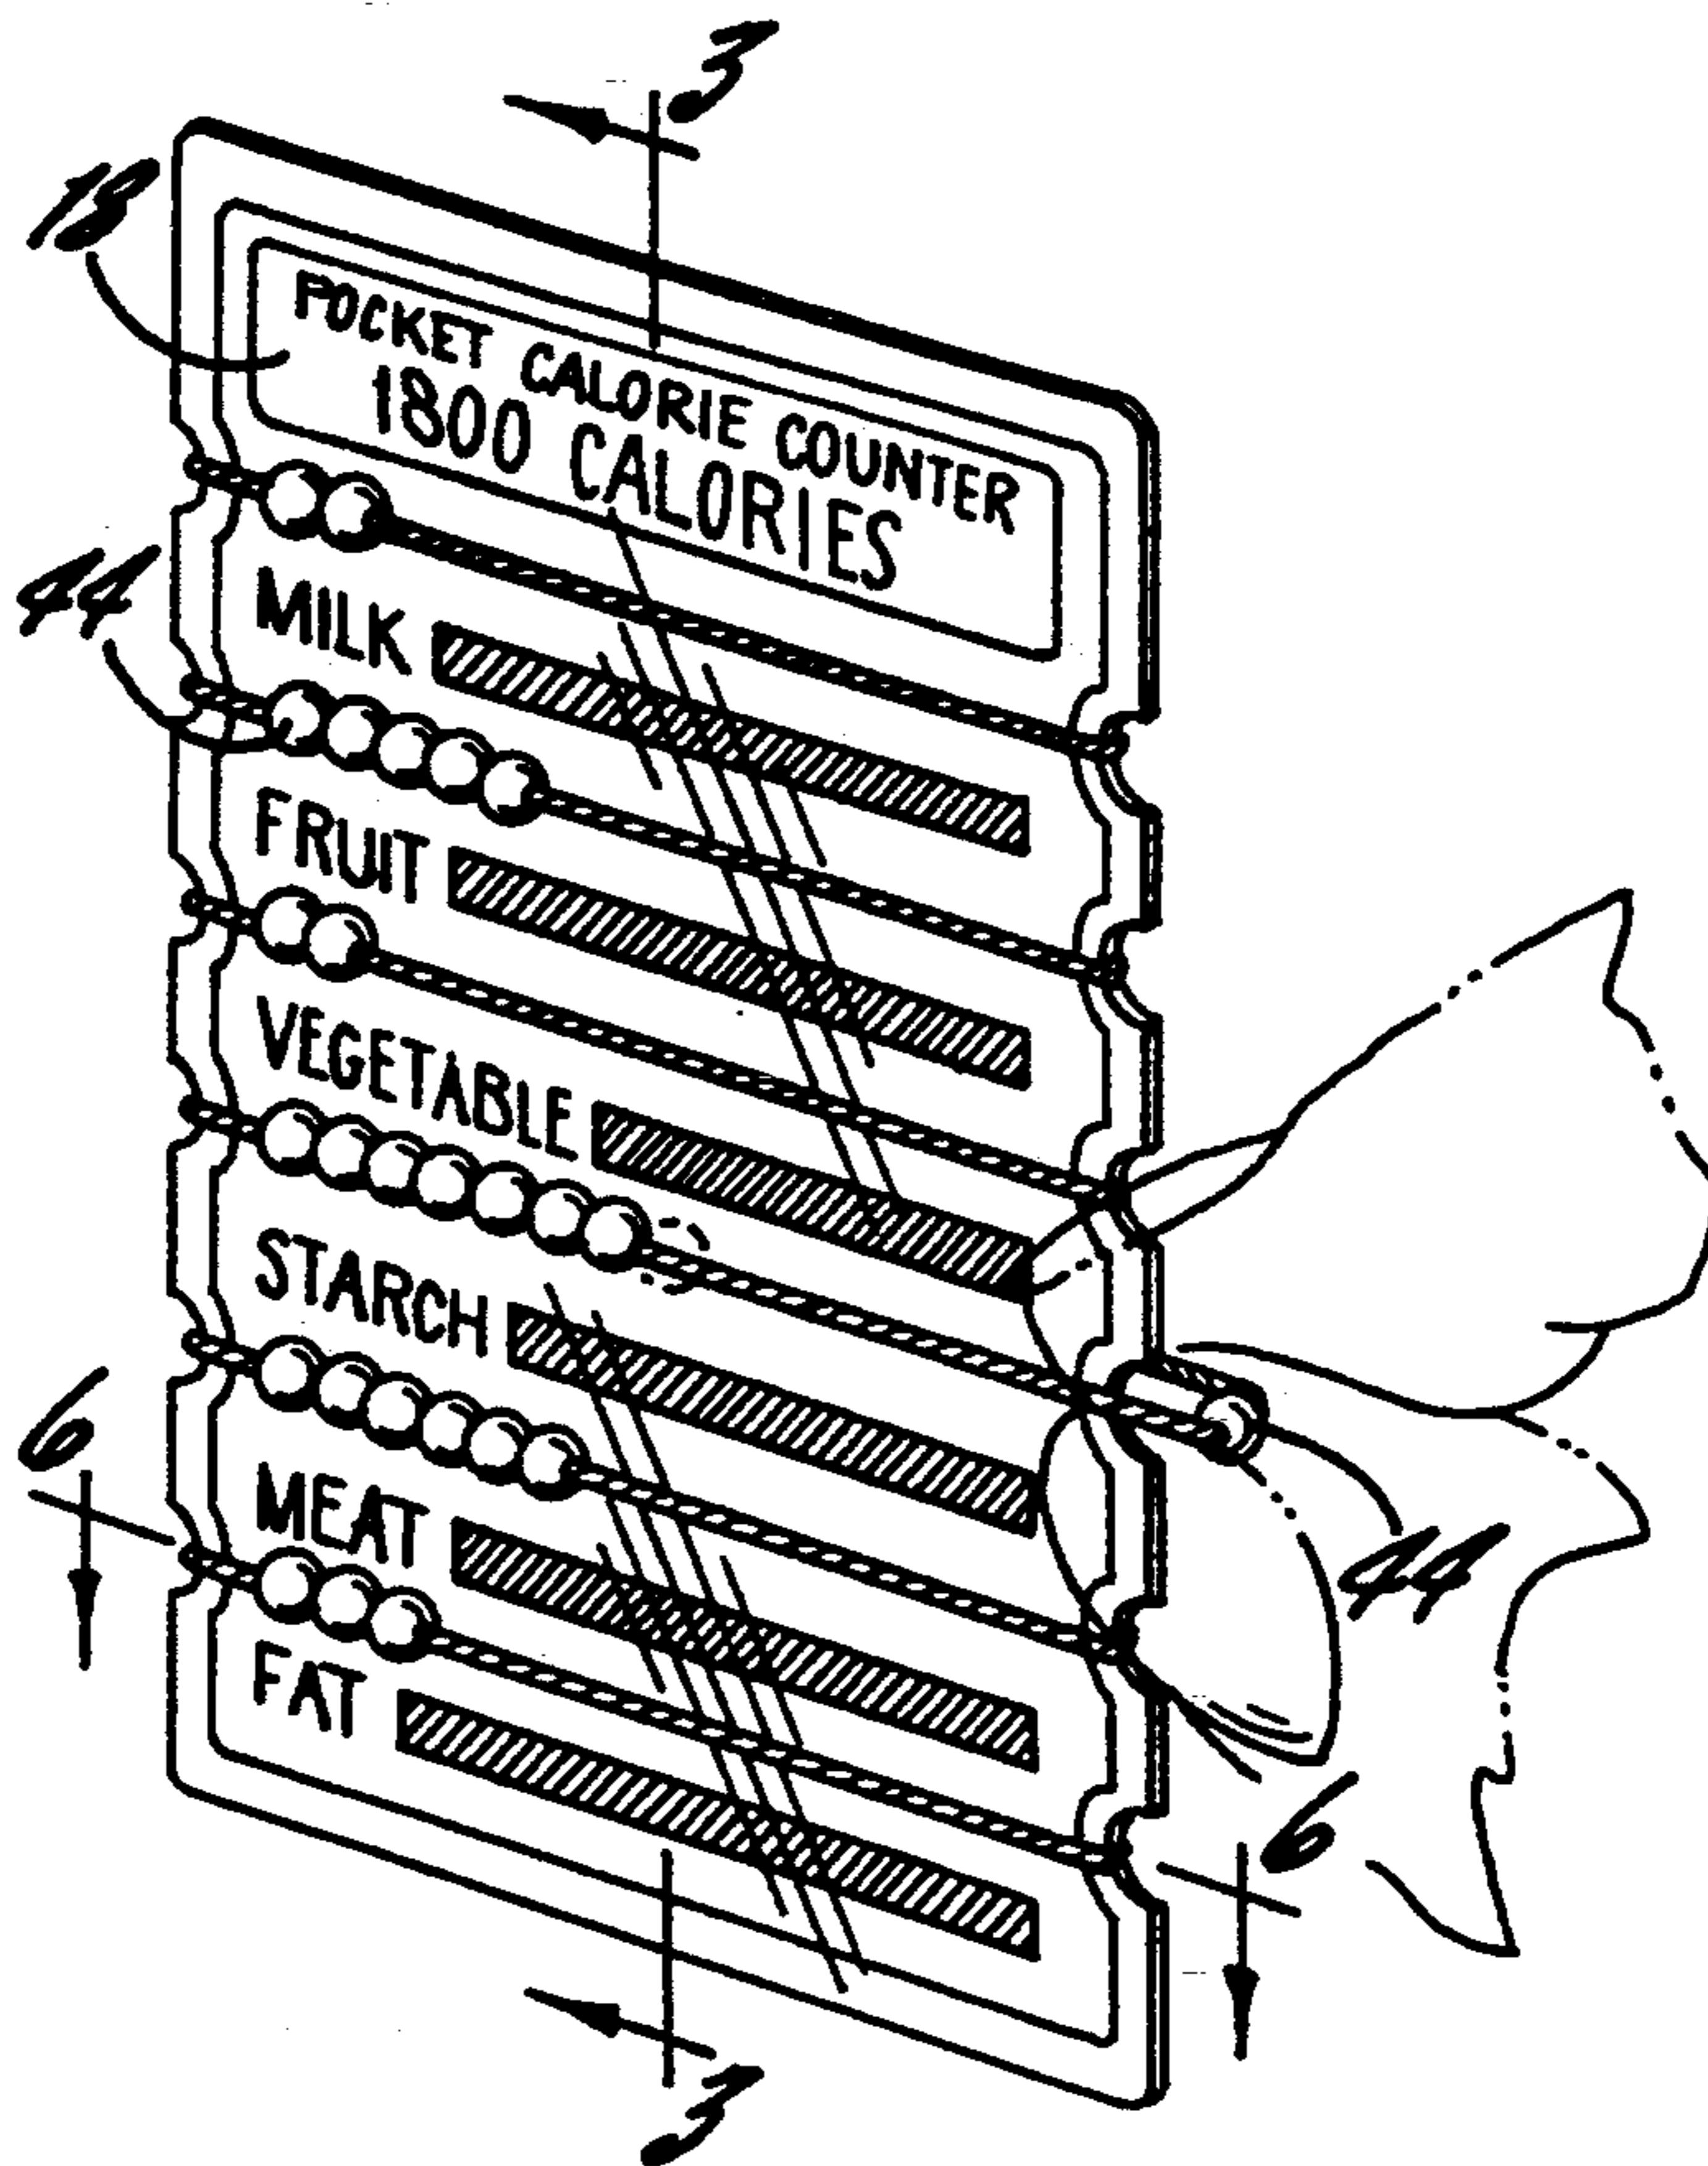 3
18
POCKET CALORIE COUNTER
1800 CALORIES
44
MILK
FRUIT
VEGETABLE
STARCH
6
MEAT
44
FAT
6
3